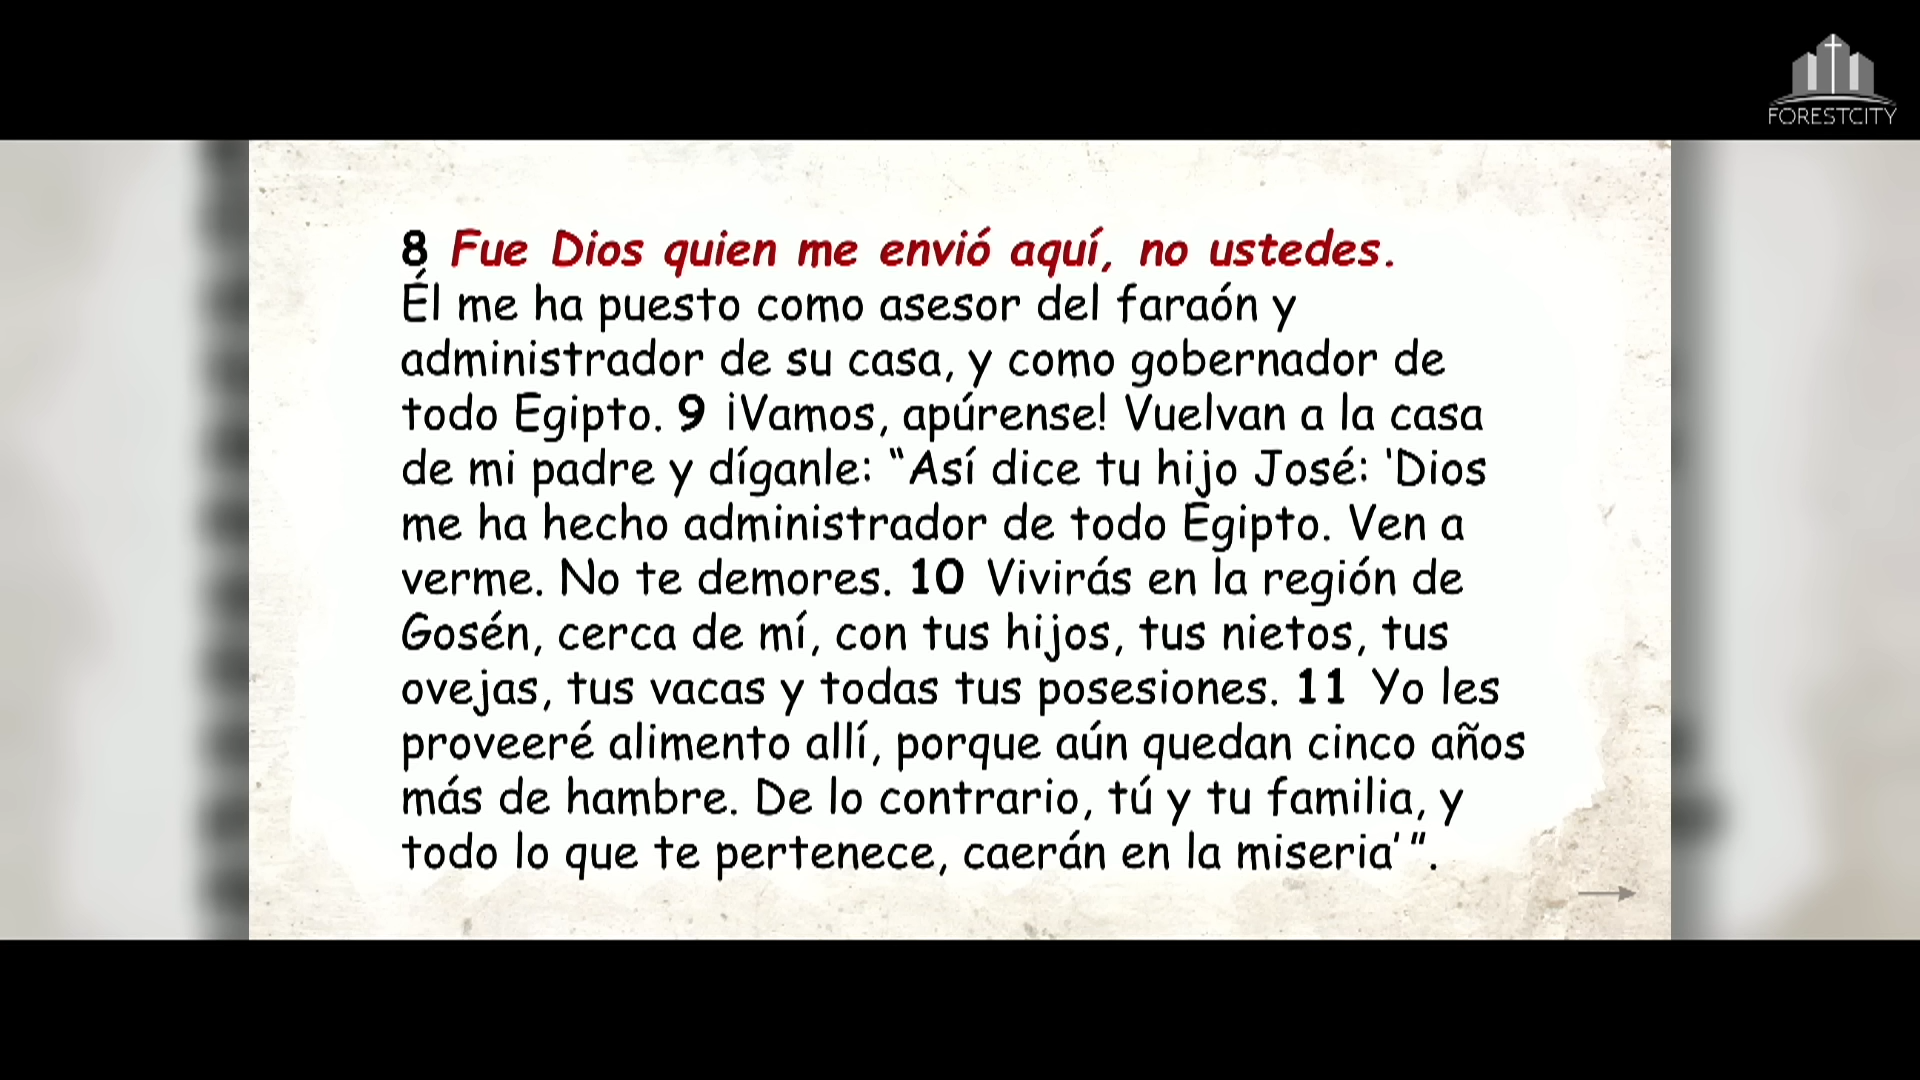 FORESTCITY
8 Fue Dios quien me envió aquí, no ustedes.
Él me ha puesto como asesor del faraón y
administrador de su casa, y como gobernador de
todo Egipto. 9 ¡Vamos, apúrense! Vuelvan a la casa
de mi padre y díganle: “Así dice tu hijo José: ‘Dios
me ha hecho administrador de todo Egipto. Ven a
verme. No te demores. 10 Vivirás en la región de
Gosén, cerca de mí, con tus hijos, tus nietos, tus
ovejas, tus vacas y todas tus posesiones. 11 Yo les
proveeré alimento allí, porque aún quedan cinco años
más de hambre. De lo contrario, tú y tu familia, y
todo lo que te pertenece, caerán en la miseria’ ”.